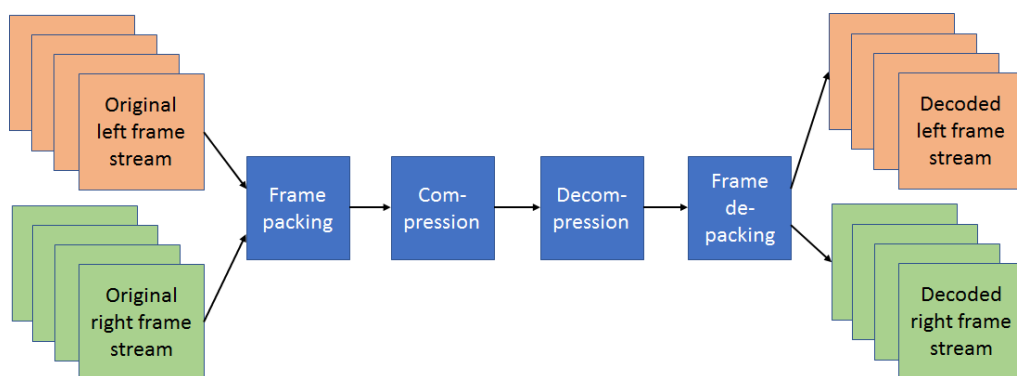 Original
left frame
stream
Original
right frame
stream
Frame
packing
Com-
pression
Decom-
pression
Frame
de-
packing
Decoded
left frame
stream
Decoded
right frame
stream